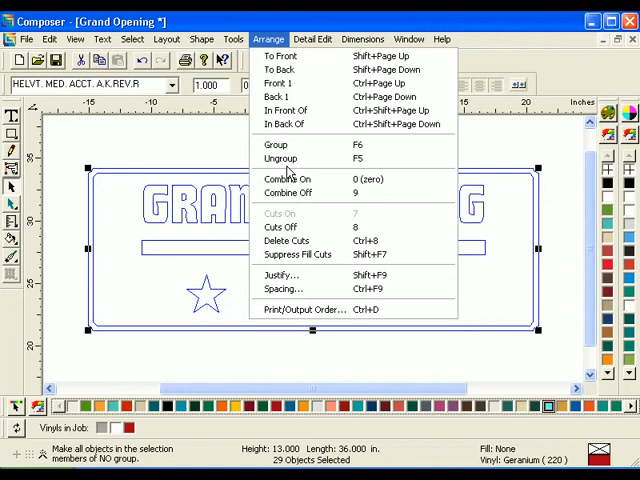 Composer - [Grand Opening *]
File Edit View Text Select Layout Shape Tools Arrange Detail Edit Dimensions Window Help
HELVT. MED. ACCT. A.K.REV.R 1.000
-15 -10 10 15 Inches
35
30
25
20
GRAN NG
To Front Shift+Page Up
To Back Shift+Page Down
Front 1 Ctrl+Page Up
Back 1 Ctrl+Page Down
In Front Of Ctrl+Shift+Page Up
In Back Of Ctrl+Shift+Page Down
Group F6
Ungroup F5
Combine On 0 (zero)
Combine Off 9
Cuts On 7
Cuts Off 8
Delete Cuts Ctrl+8
Suppress Fill Cuts Shift+F7
Justify... Shift+F9
Spacing... Ctrl+F9
Print/Output Order... Ctrl+D
Vinyls in Job:
Make all objects in the selection members of NO group.
Height: 13.000 Length: 36.000 in
29 Objects Selected
Fill: None
Vinyl: Geranium ( 220 )